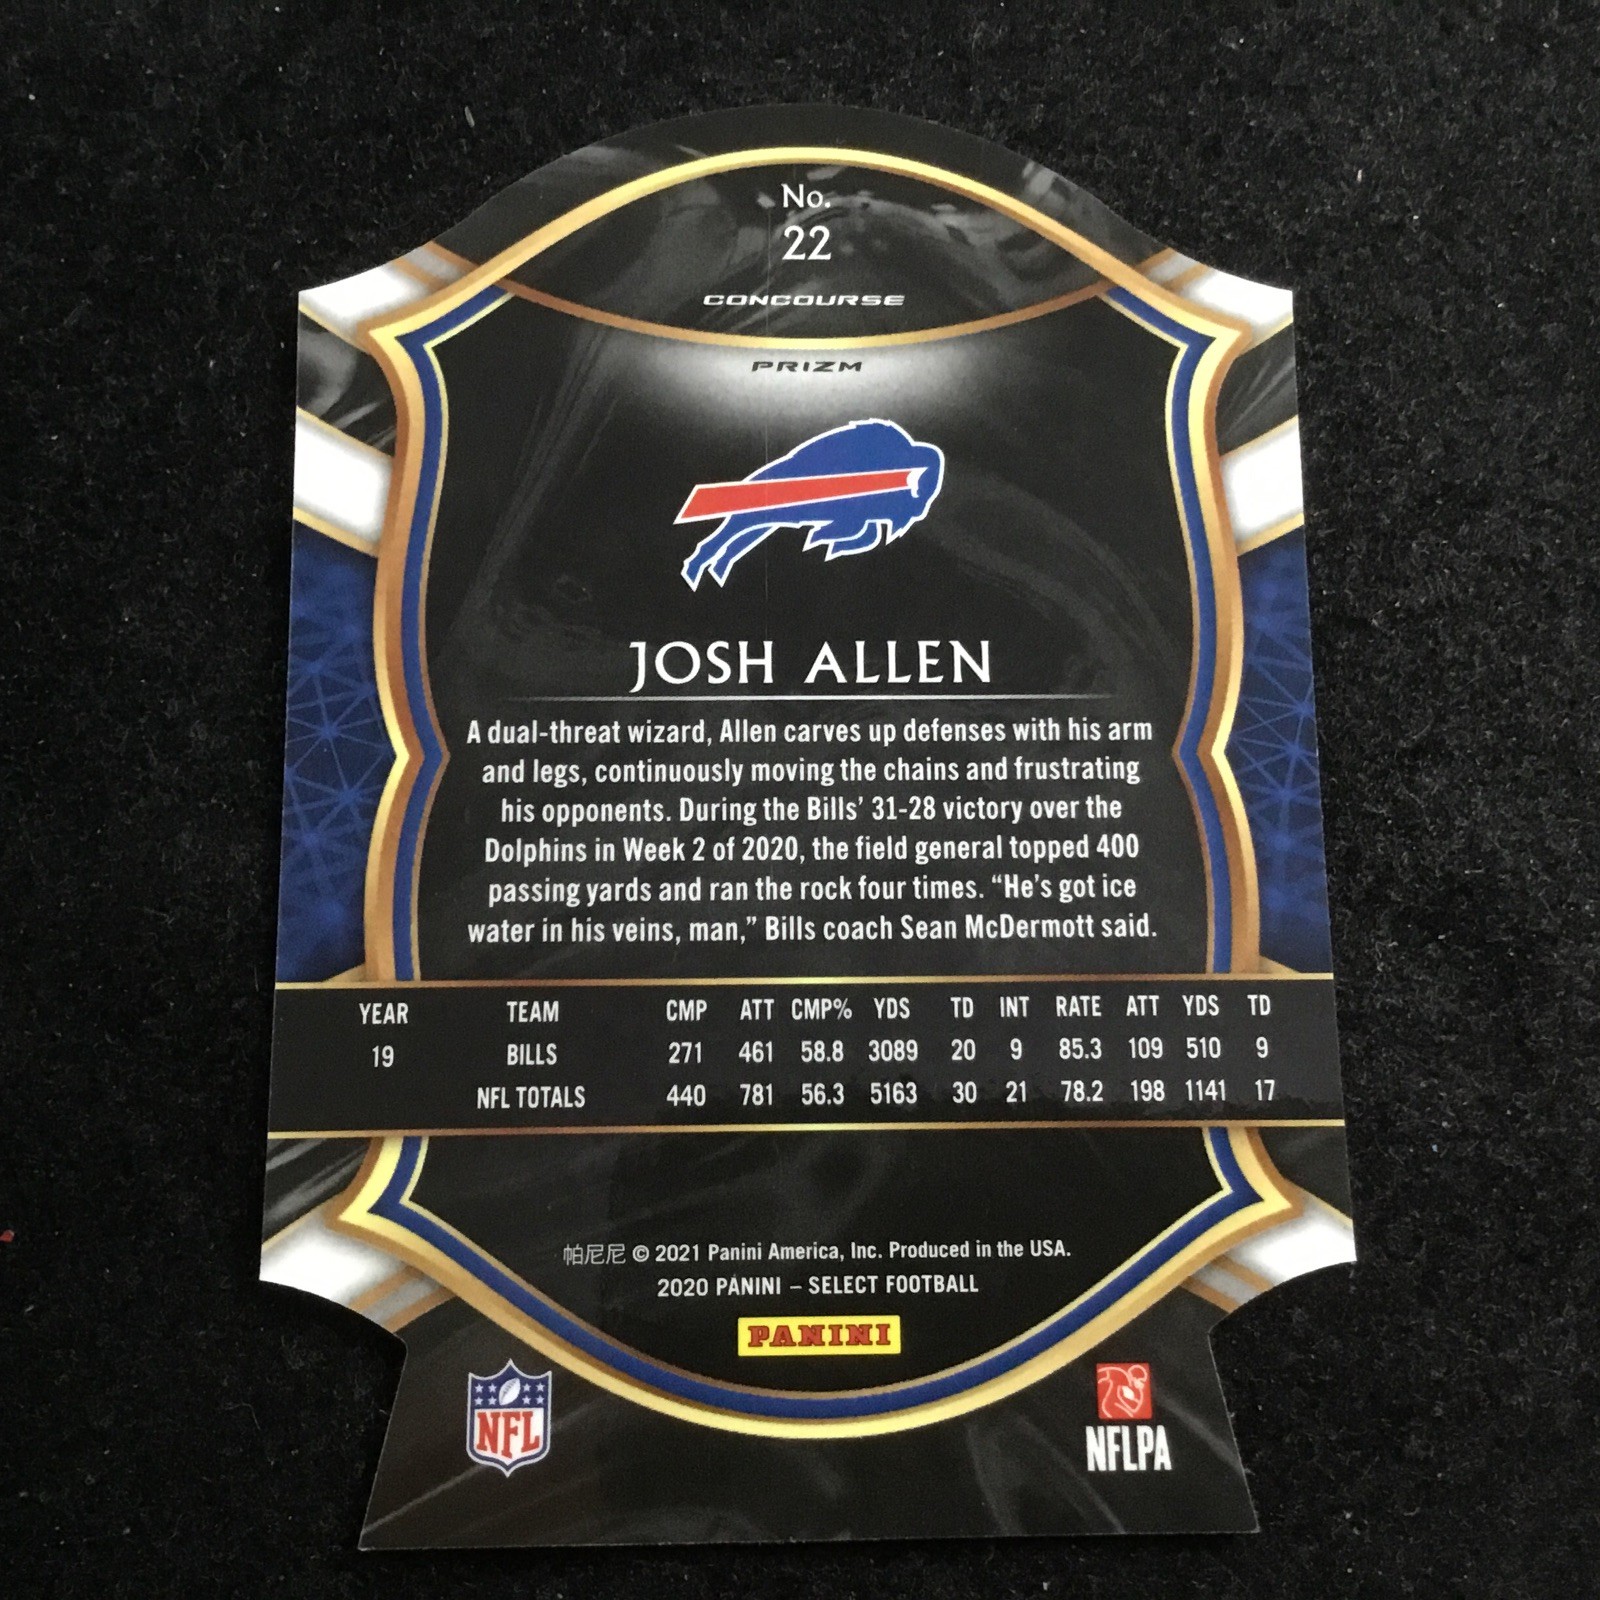 No.
22
CONCOURSE
PRIZM
JOSH ALLEN
A dual-threat wizard, Allen carves up defenses with his arm
and legs, continuously moving the chains and frustrating
his opponents. During the Bills’ 31-28 victory over the
Dolphins in Week 2 of 2020, the field general topped 400
passing yards and ran the rock four times. “He’s got ice
water in his veins, man,” Bills coach Sean McDermott said.
YEAR TEAM CMP ATT CMP% YDS TD INT RATE ATT YDS TD
19 BILLS 271 461 58.8 3089 20 9 85.3 109 510 9
NFL TOTALS 440 781 56.3 5163 30 21 78.2 198 1141 17
帕尼尼 © 2021 Panini America, Inc. Produced in the USA.
2020 PANINI – SELECT FOOTBALL
PANINI
NFL
NFLPA